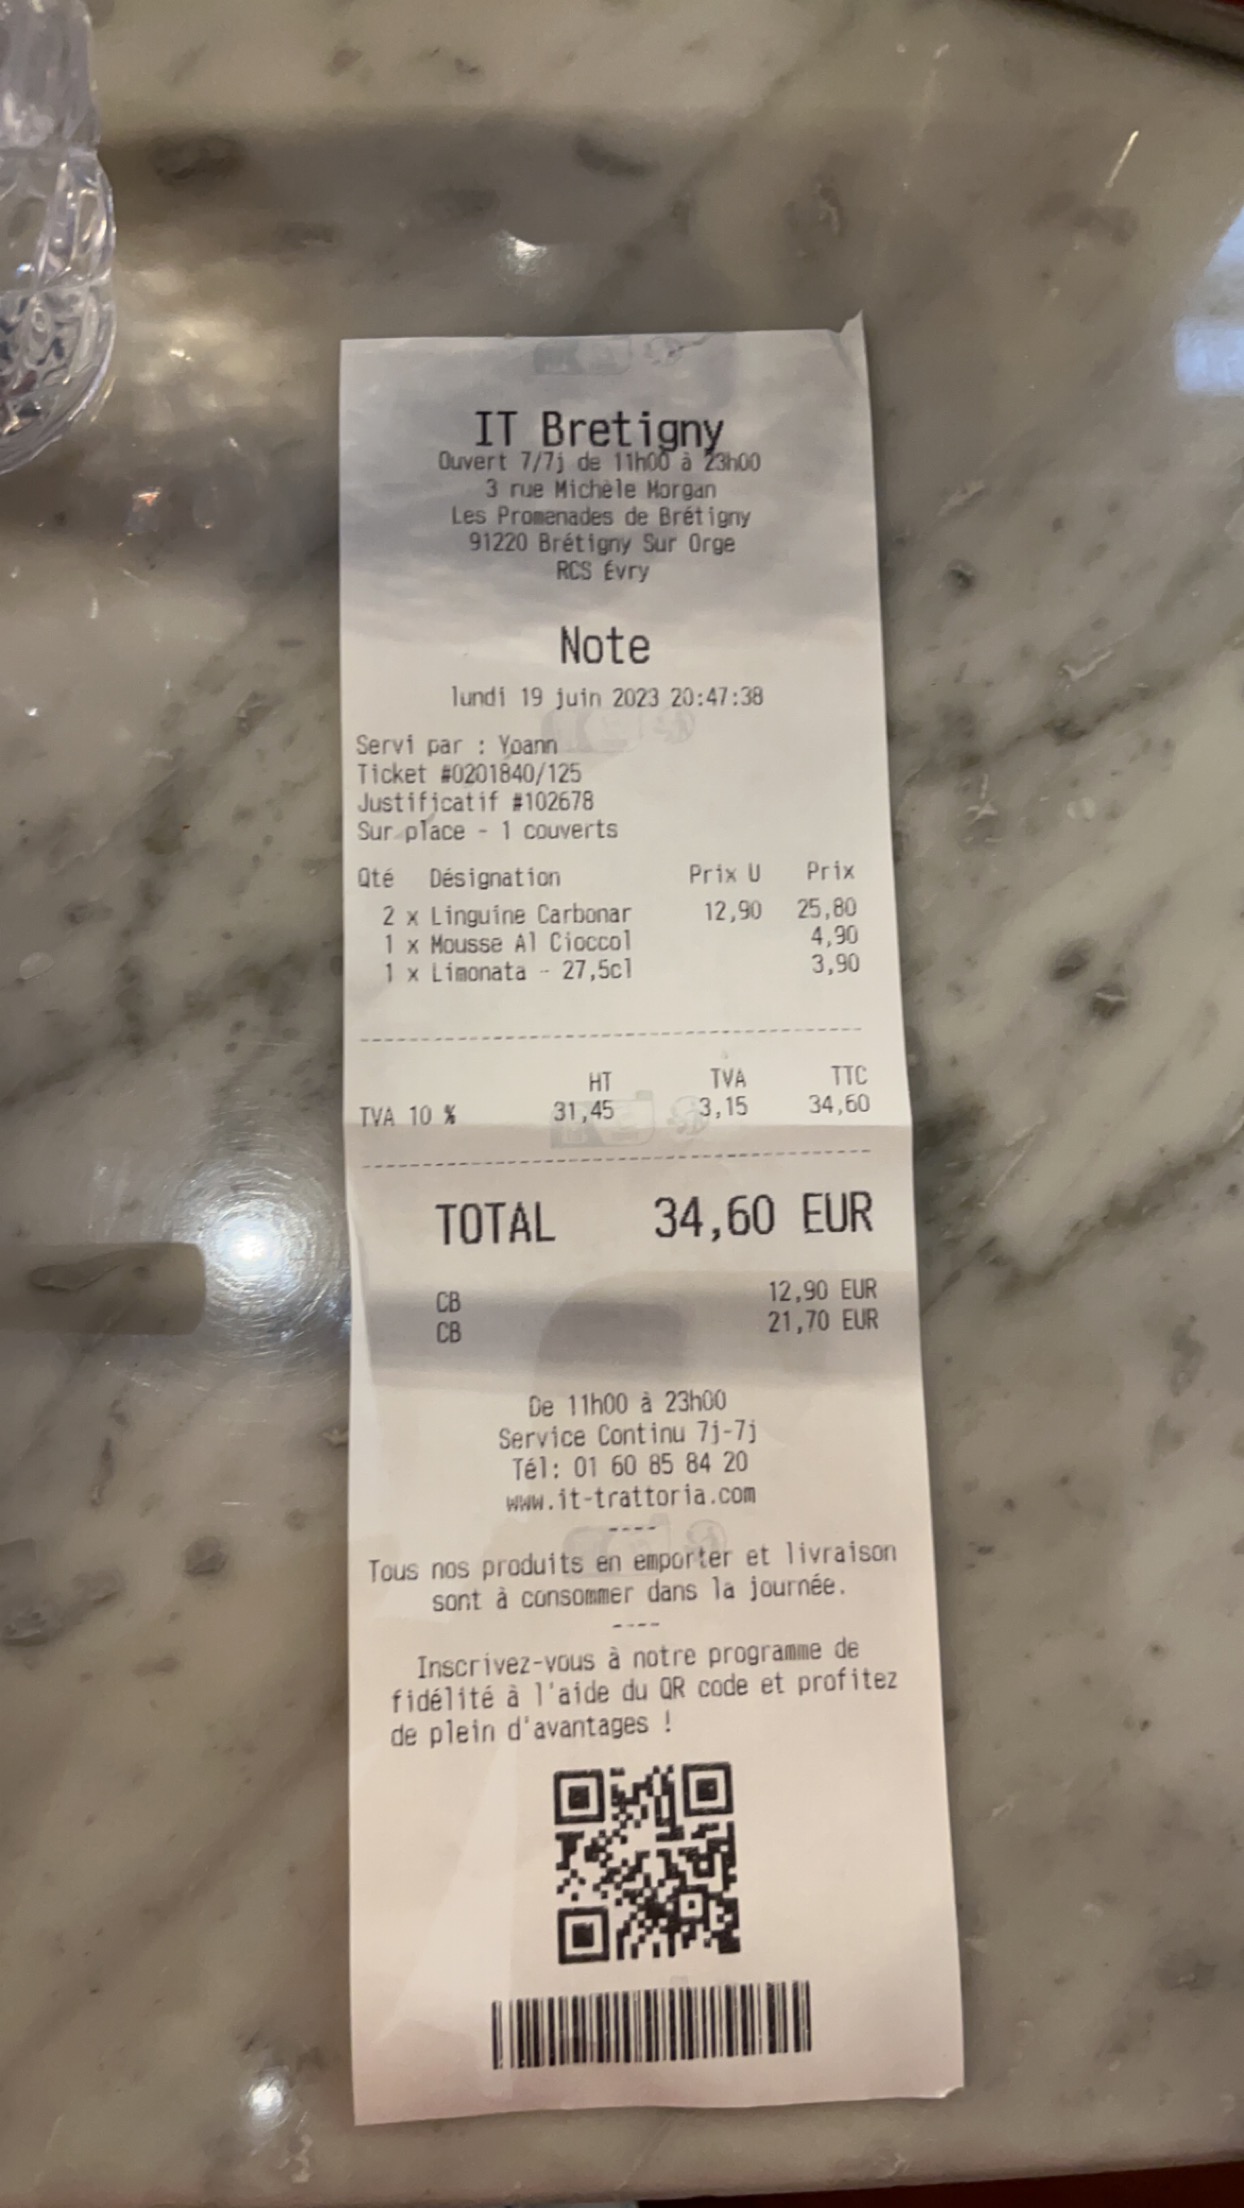 IT Bretigny
Ouvert 7/7j de 11h00 à 23h00
3 rue Michèle Morgan
Les Promenades de Brétigny
91220 Brétigny Sur Orge
RCS Évry
Note
lundi 19 juin 2023 20:47:38
Servi par : Yoann
Ticket #0201840/125
Justificatif #102678
Sur place - 1 couverts
Qté Désignation Prix U Prix
2 x Linguine Carbonar 12,90 25,80
1 x Mousse Al Cioccol 4,90
1 x Limonata - 27,5cl 3,90
HT TVA TTC
TVA 10 % 31,45 3,15 34,60
TOTAL 34,60 EUR
CB 12,90 EUR
CB 21,70 EUR
De 11h00 à 23h00
Service Continu 7j-7j
Tél: 01 60 85 84 20
www.it-trattoria.com
----
Tous nos produits en emporter et livraison
sont à consommer dans la journée.
----
Inscrivez-vous à notre programme de
fidélité à l'aide du QR code et profitez
de plein d'avantages !